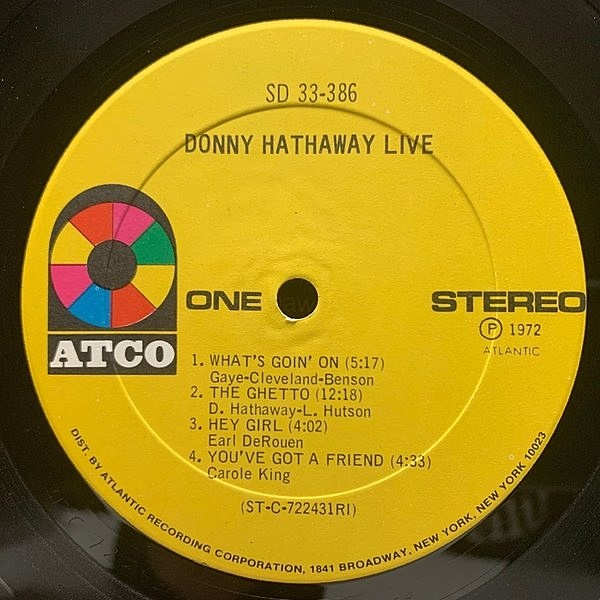 SD 33-386
DONNY HATHAWAY LIVE
ATCO
ONE
STEREO
Ⓟ 1972
ATLANTIC
1. WHAT'S GOIN' ON (5:17)
Gaye-Cleveland-Benson
2. THE GHETTO (12:18)
D. Hathaway-L. Hutson
3. HEY GIRL (4:02)
Earl DeRouen
4. YOU'VE GOT A FRIEND (4:33)
Carole King
(ST-C-722431RI)
DIST. BY ATLANTIC RECORDING CORPORATION, 1841 BROADWAY, NEW YORK, NEW YORK 10023